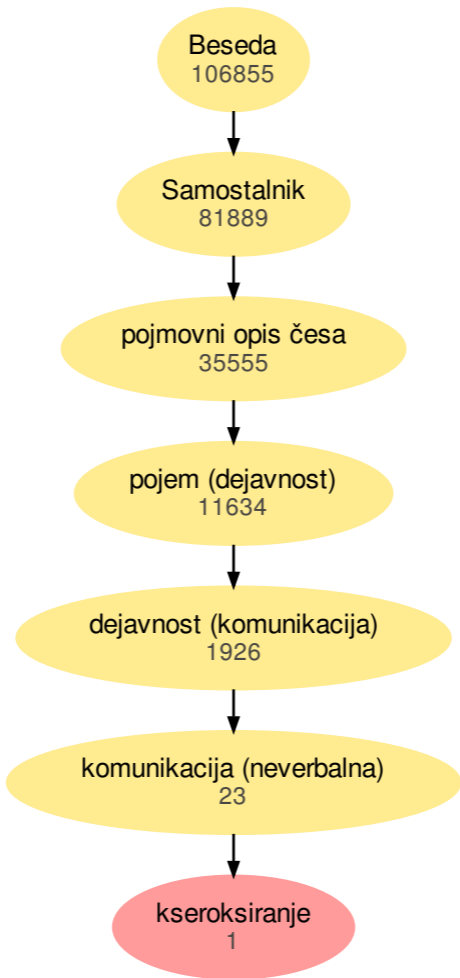 Beseda
106855
Samostalnik
81889
pojmovni opis česa
35555
pojem (dejavnost)
11634
dejavnost (komunikacija)
1926
komunikacija (neverbalna)
23
kseroksiranje
1